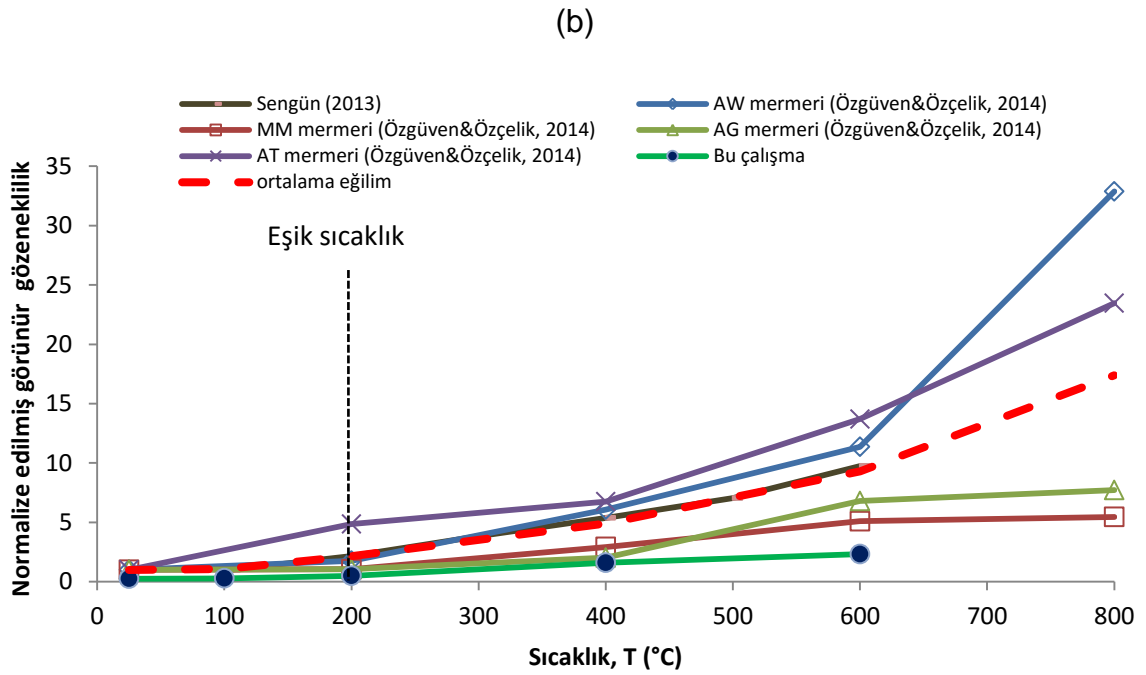 (b)
Sengün (2013)
AW mermeri (Özgüven&Özçelik, 2014)
MM mermeri (Özgüven&Özçelik, 2014)
AG mermeri (Özgüven&Özçelik, 2014)
AT mermeri (Özgüven&Özçelik, 2014)
Bu çalışma
ortalama eğilim
Eşik sıcaklık
Normalize edilmiş görünür gözeneklilik
35
30
25
20
15
10
5
0
0 100 200 300 400 500 600 700 800
Sıcaklık, T (°C)